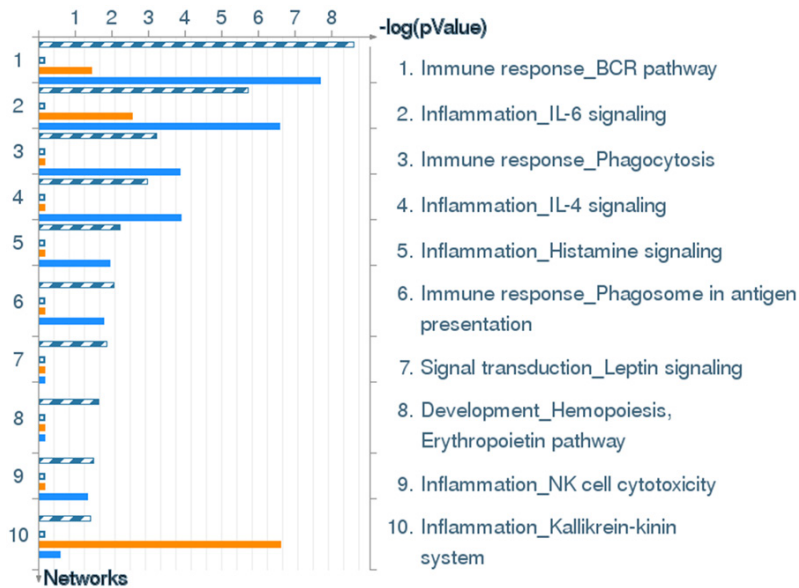 1 2 3 4 5 6 7 8
-log(pValue)
1
2
3
4
5
6
7
8
9
10
Networks
1. Immune response_BCR pathway
2. Inflammation_IL-6 signaling
3. Immune response_Phagocytosis
4. Inflammation_IL-4 signaling
5. Inflammation_Histamine signaling
6. Immune response_Phagosome in antigen
presentation
7. Signal transduction_Leptin signaling
8. Development_Hemopoiesis,
Erythropoietin pathway
9. Inflammation_NK cell cytotoxicity
10. Inflammation_Kallikrein-kinin
system